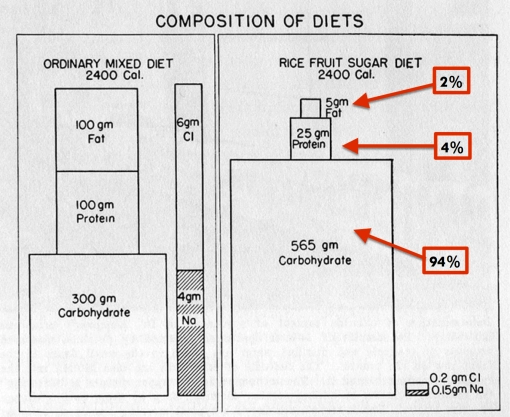 COMPOSITION OF DIETS
ORDINARY MIXED DIET
2400 Cal.
100 gm
Fat
100 gm
Protein
300 gm
Carbohydrate
6gm
Cl
4gm
Na
RICE FRUIT SUGAR DIET
2400 Cal.
5gm
Fat
25 gm
Protein
565 gm
Carbohydrate
0.2 gm Cl
0.15gm Na
2%
4%
94%